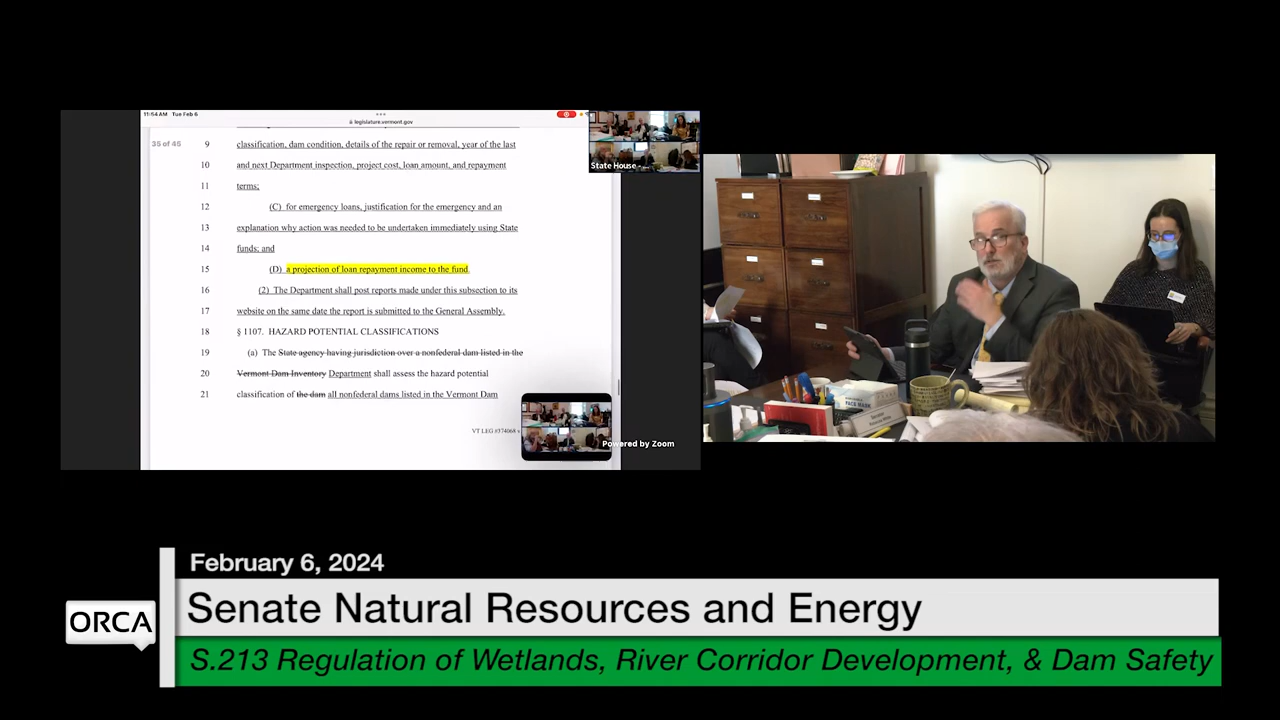 11:54 AM Tue Feb 6
legislature.vermont.gov
35 of 45
9 classification, dam condition, details of the repair or removal, year of the last
10 and next Department inspection, project cost, loan amount, and repayment
11 terms;
12 (C) for emergency loans, justification for the emergency and an
13 explanation why action was needed to be undertaken immediately using State
14 funds; and
15 (D) a projection of loan repayment income to the fund.
16 (2) The Department shall post reports made under this subsection to its
17 website on the same date the report is submitted to the General Assembly.
18 § 1107. HAZARD POTENTIAL CLASSIFICATIONS
19 (a) The State agency having jurisdiction over a nonfederal dam listed in the
20 Vermont Dam Inventory Department shall assess the hazard potential
21 classification of the dam all nonfederal dams listed in the Vermont Dam
VT LEG #374064 v
State House -
Powered by Zoom
FACE MASK
February 6, 2024
Senate Natural Resources and Energy
ORCA
S.213 Regulation of Wetlands, River Corridor Development, & Dam Safety